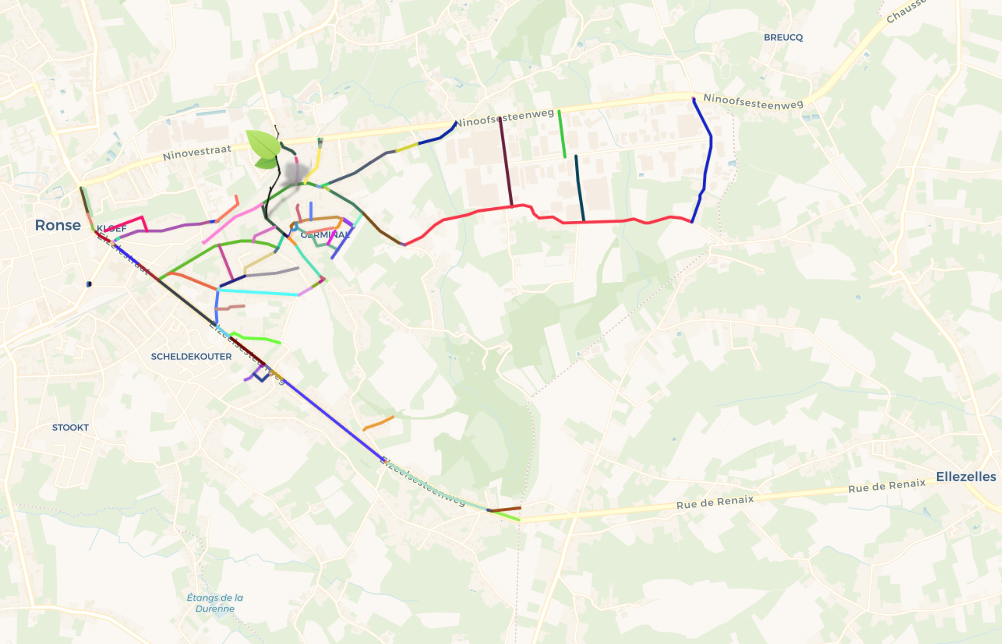 Chausse
BREUCQ
Ninoofsesteenweg
Ninoofsesteenweg
Ninovestraat
Ronse
KLOEF
GERMINAL
Elzeelsesteenweg
SCHELDEKOUTER
STOOKT
Elzeelsesteenweg
Ellezelles
Rue de Renaix
Rue de Renaix
Étangs de la
Durenne